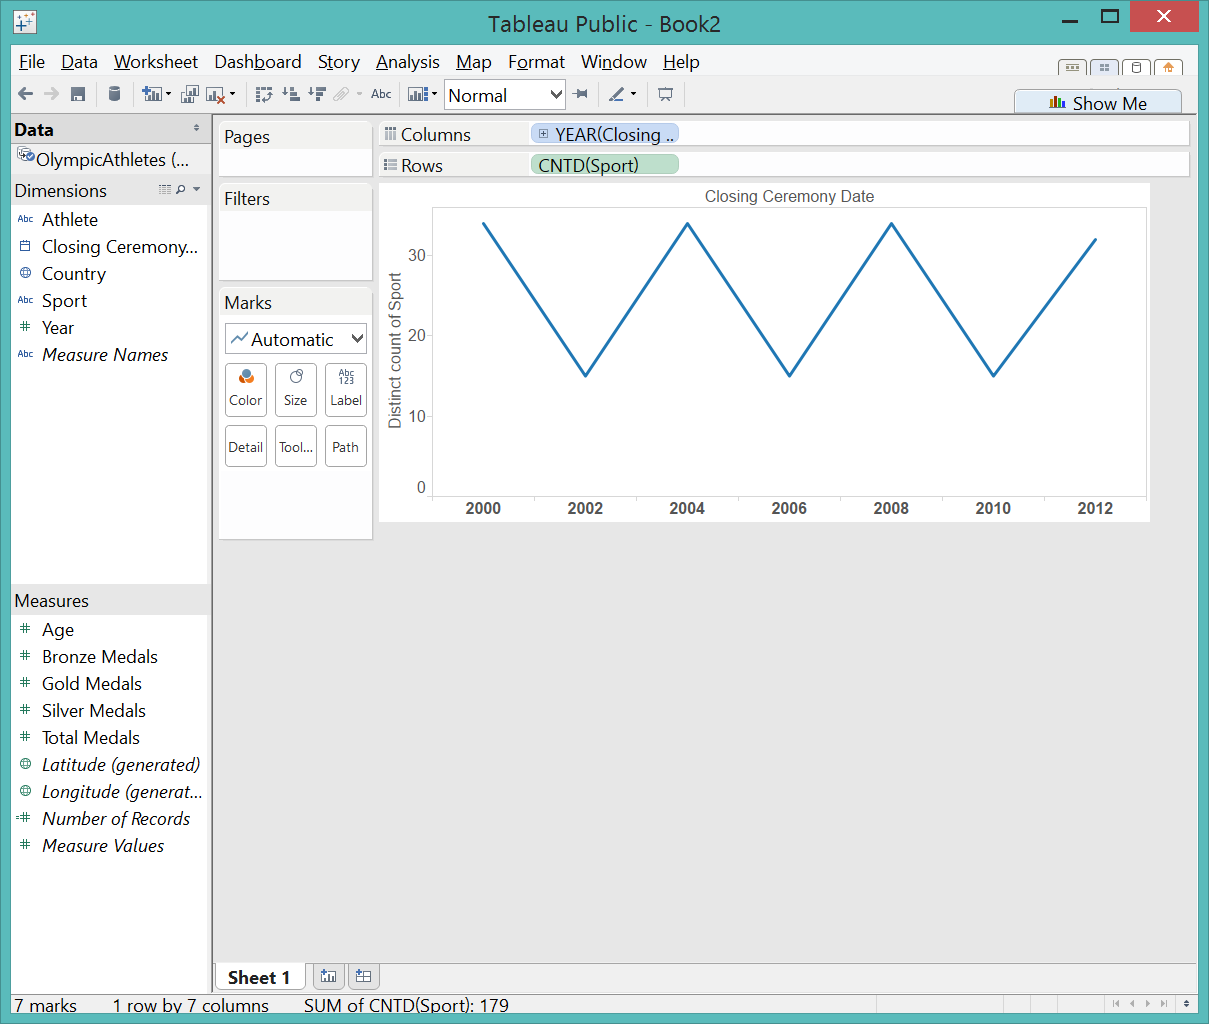 Tableau Public - Book2
File Data Worksheet Dashboard Story Analysis Map Format Window Help
Abc Normal
Show Me
Data
OlympicAthletes (...
Dimensions
Abc Athlete
Closing Ceremony...
Country
Abc Sport
# Year
Abc Measure Names
Measures
# Age
# Bronze Medals
# Gold Medals
# Silver Medals
# Total Medals
Latitude (generated)
Longitude (generat...
=# Number of Records
# Measure Values
Pages
Filters
Marks
Automatic
Abc
123
Color Size Label
Detail Tool... Path
Columns YEAR(Closing ..
Rows CNTD(Sport)
Closing Ceremony Date
Distinct count of Sport
30
20
10
0
2000 2002 2004 2006 2008 2010 2012
Sheet 1
7 marks 1 row by 7 columns SUM of CNTD(Sport): 179